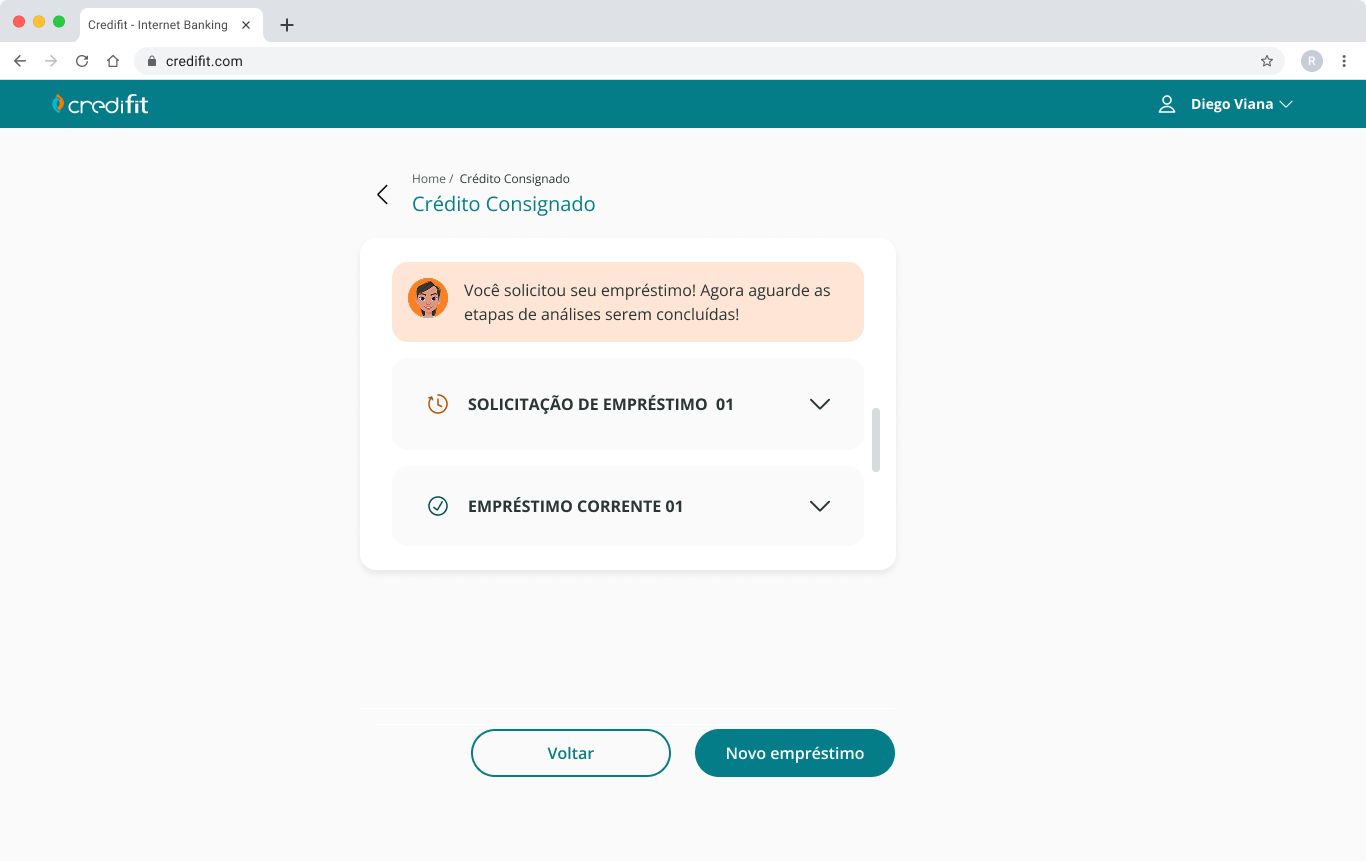 Credifit - Internet Banking
credifit.com
R
credifit
Diego Viana
Home / Crédito Consignado
Crédito Consignado
Você solicitou seu empréstimo! Agora aguarde as
etapas de análises serem concluídas!
SOLICITAÇÃO DE EMPRÉSTIMO 01
EMPRÉSTIMO CORRENTE 01
Voltar
Novo empréstimo